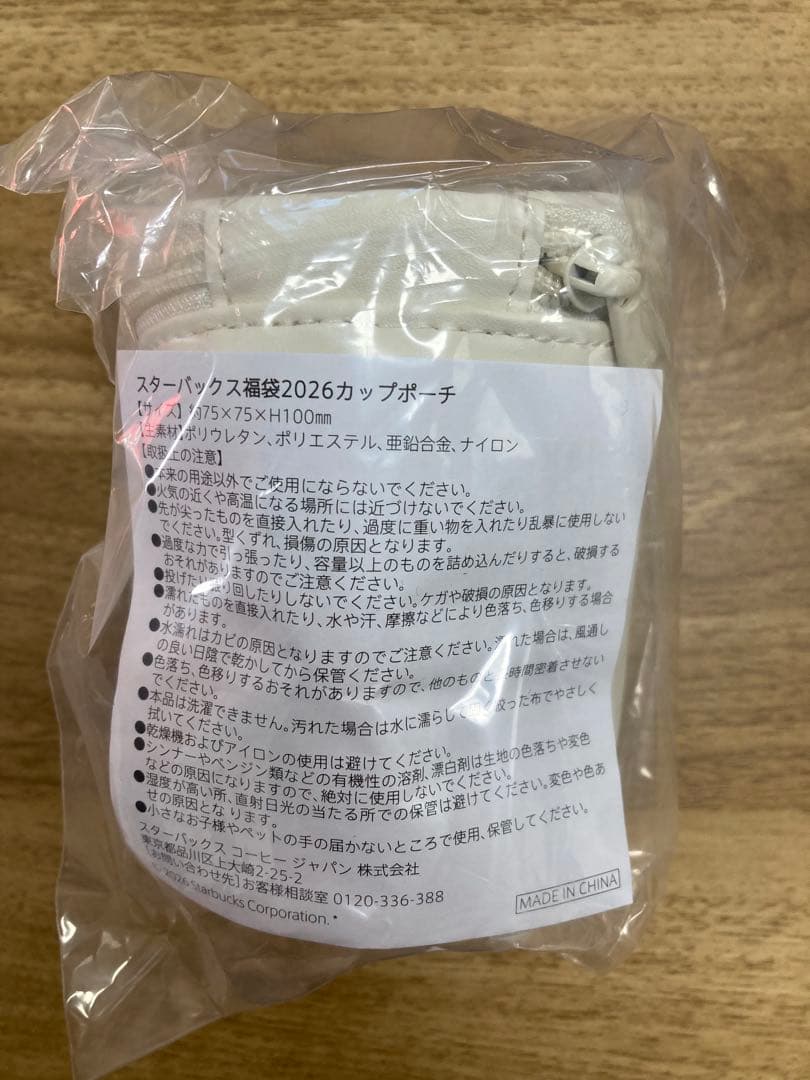 スターバックス福袋2026カップポーチ
【サイズ】約75×75×H100mm
【主素材】ポリウレタン、ポリエステル、亜鉛合金、ナイロン
【取扱上の注意】
●本来の用途以外でご使用にならないでください。
●火気の近くや高温になる場所には近づけないでください。
●先が尖ったものを直接入れたり、過度に重い物を入れたり乱暴に使用しない
でください。型くずれ、損傷の原因となります。
●過度な力で引っ張ったり、容量以上のものを詰め込んだりすると、破損する
おそれがありますのでご注意ください。
●投げたり振り回したりしないでください。ケガや破損の原因となります。
●濡れたものを直接入れたり、水や汗、摩擦などにより色落ち、色移りする場合
があります。
●水濡れはカビの原因となりますのでご注意ください。濡れた場合は、風通し
の良い日陰で乾かしてから保管ください。
●色落ち、色移りするおそれがありますので、他のものと長時間密着させない
でください。
●本品は洗濯できません。汚れた場合は水に濡らして固く絞った布でやさしく
拭いてください。
●乾燥機およびアイロンの使用は避けてください。
●シンナーやベンジン類などの有機性の溶剤、漂白剤は生地の色落ちや変色
などの原因になりますので、絶対に使用しないでください。
●湿度が高い所、直射日光の当たる所での保管は避けてください。変色や色あ
せの原因となります。
●小さなお子様やペットの手の届かないところで使用、保管してください。
スターバックス コーヒー ジャパン 株式会社
東京都品川区上大崎2-25-2
【お問い合わせ先】お客様相談室 0120-336-388
© 2026 Starbucks Corporation.*
MADE IN CHINA